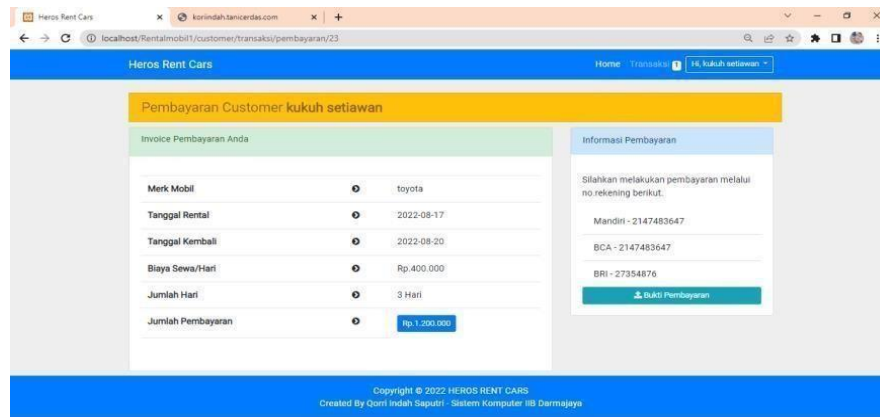 Heros Rent Cars
koriindah.tanicerdas.com
localhost/Rentalmobil1/customer/transaksi/pembayaran/23
Heros Rent Cars
Home Transaksi 1 Hi, kukuh setiawan
Pembayaran Customer kukuh setiawan
Invoice Pembayaran Anda
Merk Mobil toyota
Tanggal Rental 2022-08-17
Tanggal Kembali 2022-08-20
Biaya Sewa/Hari Rp.400.000
Jumlah Hari 3 Hari
Jumlah Pembayaran Rp.1.200.000
Informasi Pembayaran
Silahkan melakukan pembayaran melalui
no.rekening berikut.
Mandiri - 2147483647
BCA - 2147483647
BRI - 27354876
Bukti Pembayaran
Copyright © 2022 HEROS RENT CARS
Created By Qorri Indah Saputri - Sistem Komputer IIB Darmajaya